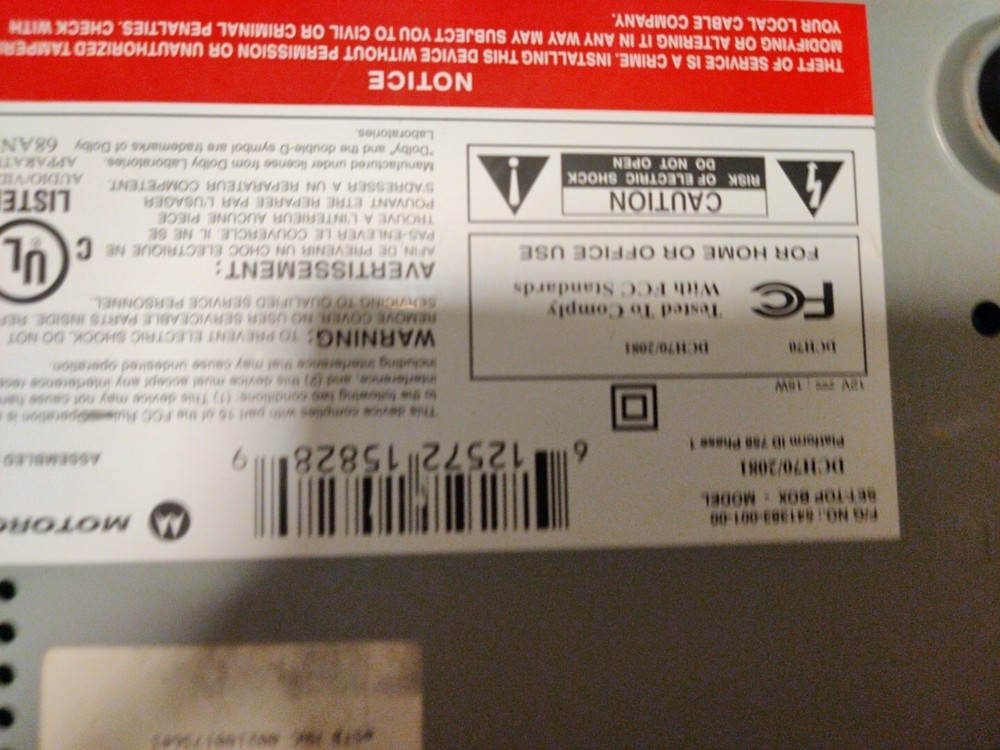 F/G NO.: 541383-001-00
SET-TOP BOX - MODEL
DCH70/2081
Platform ID 788 Phase 1
12V ⎓ : 18W
6 12572 15828 9
MOTORO
ASSEMBLED
DCH70 DCH70/2081
FC Tested To Comply
With FCC Standards
FOR HOME OR OFFICE USE
CAUTION
RISK OF ELECTRIC SHOCK
DO NOT OPEN
This device complies with part 15 of the FCC Rules. Operation is
to the following two conditions: (1) This device may not cause
interference, and (2) this device must accept any interference
including interference that may cause undesired operation.
WARNING: TO PREVENT ELECTRIC SHOCK, DO NOT
REMOVE COVER. NO USER SERVICEABLE PARTS INSIDE. REF
SERVICING TO QUALIFIED SERVICE PERSONNEL.
AVERTISSEMENT:
AFIN DE PREVENIR UN CHOC ELECTRIQUE NE
PAS ENLEVER LE COUVERCLE. IL NE SE
TROUVE A L'INTERIEUR AUCUNE PIECE
POUVANT ETRE REPAREE PAR L'USAGER
S'ADRESSER A UN REPARATEUR COMPETENT.
C UL ®
LISTE
AUDIO/VID
APPARAT
68AN
Manufactured under license from Dolby Laboratories.
"Dolby" and the double-D symbol are trademarks of Dolby
Laboratories.
NOTICE
THEFT OF SERVICE IS A CRIME. INSTALLING THIS DEVICE WITHOUT PERMISSION OR UNAUTHORIZED TAMPER
MODIFYING OR ALTERING IT IN ANY WAY MAY SUBJECT YOU TO CIVIL OR CRIMINAL PENALTIES. CHECK WITH
YOUR LOCAL CABLE COMPANY.